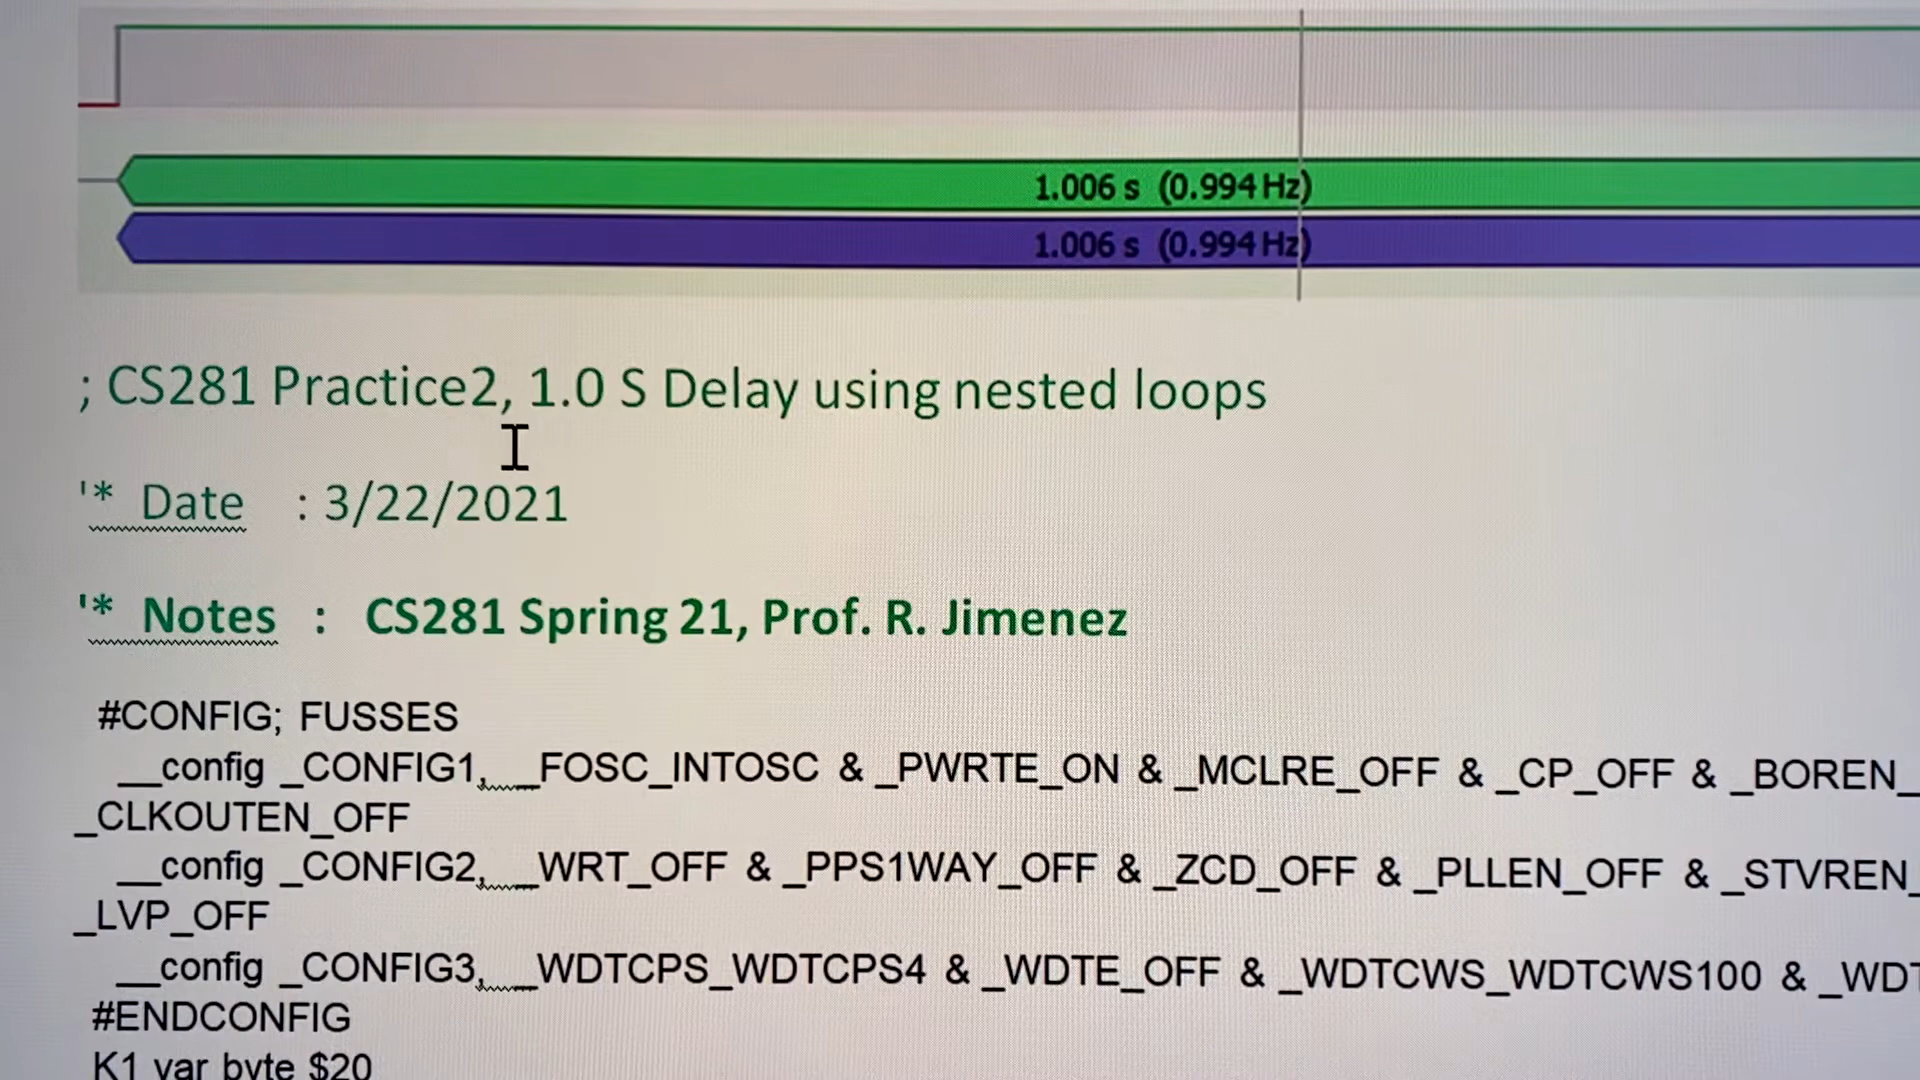 1.006 s (0.994 Hz)
1.006 s (0.994 Hz)
; CS281 Practice2, 1.0 S Delay using nested loops
'* Date : 3/22/2021
'* Notes : CS281 Spring 21, Prof. R. Jimenez
#CONFIG; FUSSES
__config _CONFIG1, _FOSC_INTOSC & _PWRTE_ON & _MCLRE_OFF & _CP_OFF & _BOREN_
_CLKOUTEN_OFF
__config _CONFIG2, _WRT_OFF & _PPS1WAY_OFF & _ZCD_OFF & _PLLEN_OFF & _STVREN_
_LVP_OFF
__config _CONFIG3, _WDTCPS_WDTCPS4 & _WDTE_OFF & _WDTCWS_WDTCWS100 & _WDT
#ENDCONFIG
K1 var byte $20